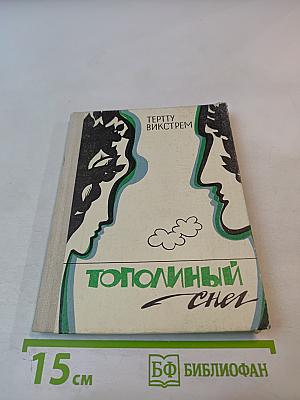 ТЕРТТУ
ВИКСТРЕМ
ТОПОЛИНЫЙ
снег
15 см
БФ БИБЛИОФАН